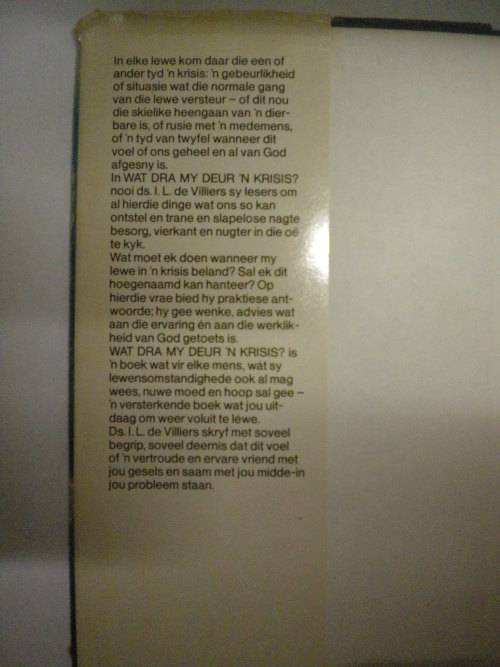 In elke lewe kom daar die een of
ander tyd 'n krisis: 'n gebeurlikheid
of situasie wat die normale gang
van die lewe versteur – of dit nou
die skielike heengaan van 'n dier-
bare is, of rusie met 'n medemens,
of 'n tyd van twyfel wanneer dit
voel of ons geheel en al van God
afgesny is.
In WAT DRA MY DEUR 'N KRISIS?
nooi ds. I. L. de Villiers sy lesers om
al hierdie dinge wat ons so kan
ontstel en trane en slapelose nagte
besorg, vierkant en nugter in die oë
te kyk.
Wat moet ek doen wanneer my
lewe in 'n krisis beland? Sal ek dit
hoegenaamd kan hanteer? Op
hierdie vrae bied hy praktiese ant-
woorde; hy gee wenke, advies wat
aan die ervaring én aan die werklik-
heid van God getoets is.
WAT DRA MY DEUR 'N KRISIS? is
'n boek wat vir elke mens, wát sy
lewensomstandighede ook al mag
wees, nuwe moed en hoop sal gee –
'n versterkende boek wat jou uit-
daag om weer voluit te léwe.
Ds. I. L. de Villiers skryf met soveel
begrip, soveel deernis dat dit voel
of 'n vertroude en ervare vriend met
jou gesels en saam met jou midde-in
jou probleem staan.